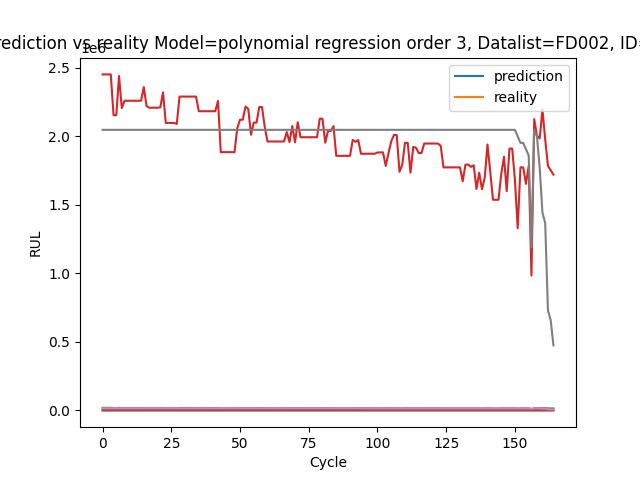 rediction vs reality Model=polynomial regression order 3, Datalist=FD002, ID=
1e6
2.5
2.0
1.5
1.0
0.5
0.0
RUL
0 25 50 75 100 125 150
Cycle
prediction
reality